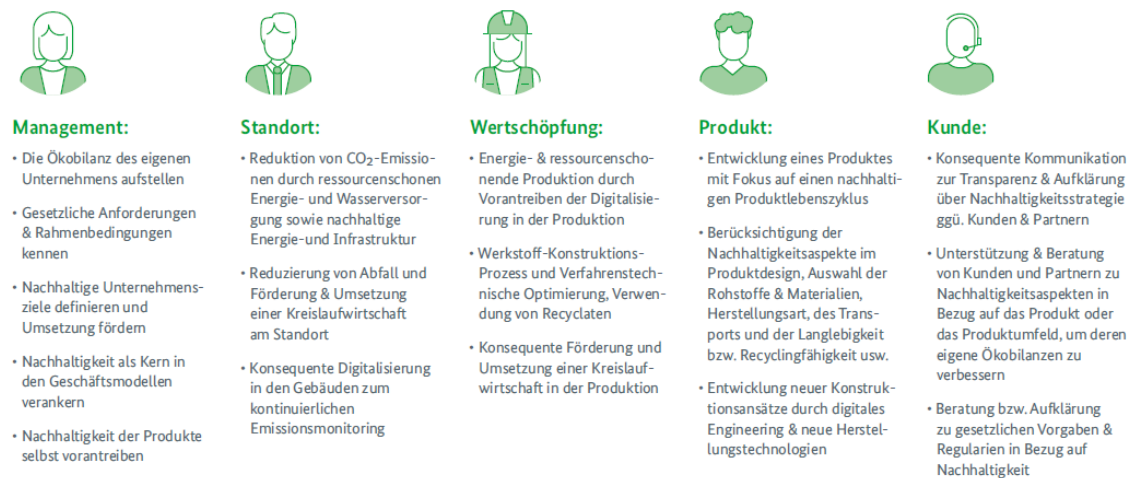 Management:
• Die Ökobilanz des eigenen
Unternehmens aufstellen
• Gesetzliche Anforderungen
& Rahmenbedingungen
kennen
• Nachhaltige Unternehmens-
ziele definieren und
Umsetzung fördern
• Nachhaltigkeit als Kern in
den Geschäftsmodellen
verankern
• Nachhaltigkeit der Produkte
selbst vorantreiben
Standort:
• Reduktion von CO₂-Emissio-
nen durch ressourcenschonen
Energie- und Wasserversor-
gung sowie nachhaltige
Energie-und Infrastruktur
• Reduzierung von Abfall und
Förderung & Umsetzung
einer Kreislaufwirtschaft
am Standort
• Konsequente Digitalisierung
in den Gebäuden zum
kontinuierlichen
Emissionsmonitoring
Wertschöpfung:
• Energie- & ressourcenscho-
nende Produktion durch
Vorantreiben der Digitalisie-
rung in der Produktion
• Werkstoff-Konstruktions-
Prozess und Verfahrenstech-
nische Optimierung, Verwen-
dung von Recyclaten
• Konsequente Förderung und
Umsetzung einer Kreislauf-
wirtschaft in der Produktion
Produkt:
• Entwicklung eines Produktes
mit Fokus auf einen nachhalti-
gen Produktlebenszyklus
• Berücksichtigung der
Nachhaltigkeitsaspekte im
Produktdesign, Auswahl der
Rohstoffe & Materialien,
Herstellungsart, des Trans-
ports und der Langlebigkeit
bzw. Recyclingfähigkeit usw.
• Entwicklung neuer Konstruk-
tionsansätze durch digitales
Engineering & neue Herstel-
lungstechnologien
Kunde:
• Konsequente Kommunikation
zur Transparenz & Aufklärung
über Nachhaltigkeitsstrategie
ggü. Kunden & Partnern
• Unterstützung & Beratung
von Kunden und Partnern zu
Nachhaltigkeitsaspekten in
Bezug auf das Produkt oder
das Produktumfeld, um deren
eigene Ökobilanzen zu
verbessern
• Beratung bzw. Aufklärung
zu gesetzlichen Vorgaben &
Regularien in Bezug auf
Nachhaltigkeit